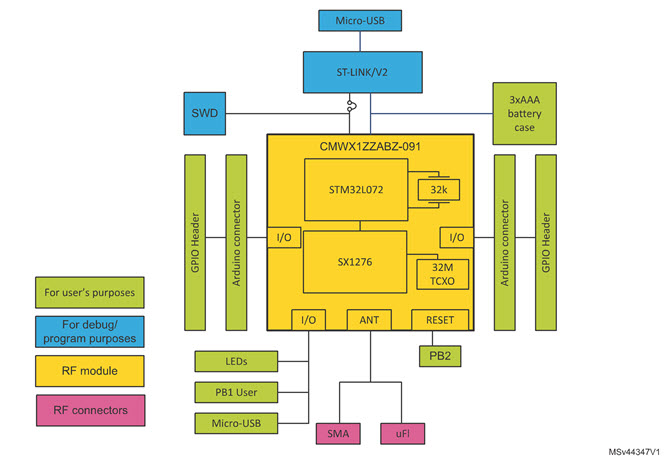 Micro-USB
ST-LINK/V2
SWD
3xAAA
battery
case
CMWX1ZZABZ-091
STM32L072
32k
GPIO Header
Arduino connector
I/O
SX1276
32M
TCXO
I/O
Arduino connector
GPIO Header
I/O
ANT
RESET
PB2
LEDs
PB1 User
Micro-USB
SMA
uFl
For user's purposes
For debug/
program purposes
RF module
RF connectors
MSv44347V1